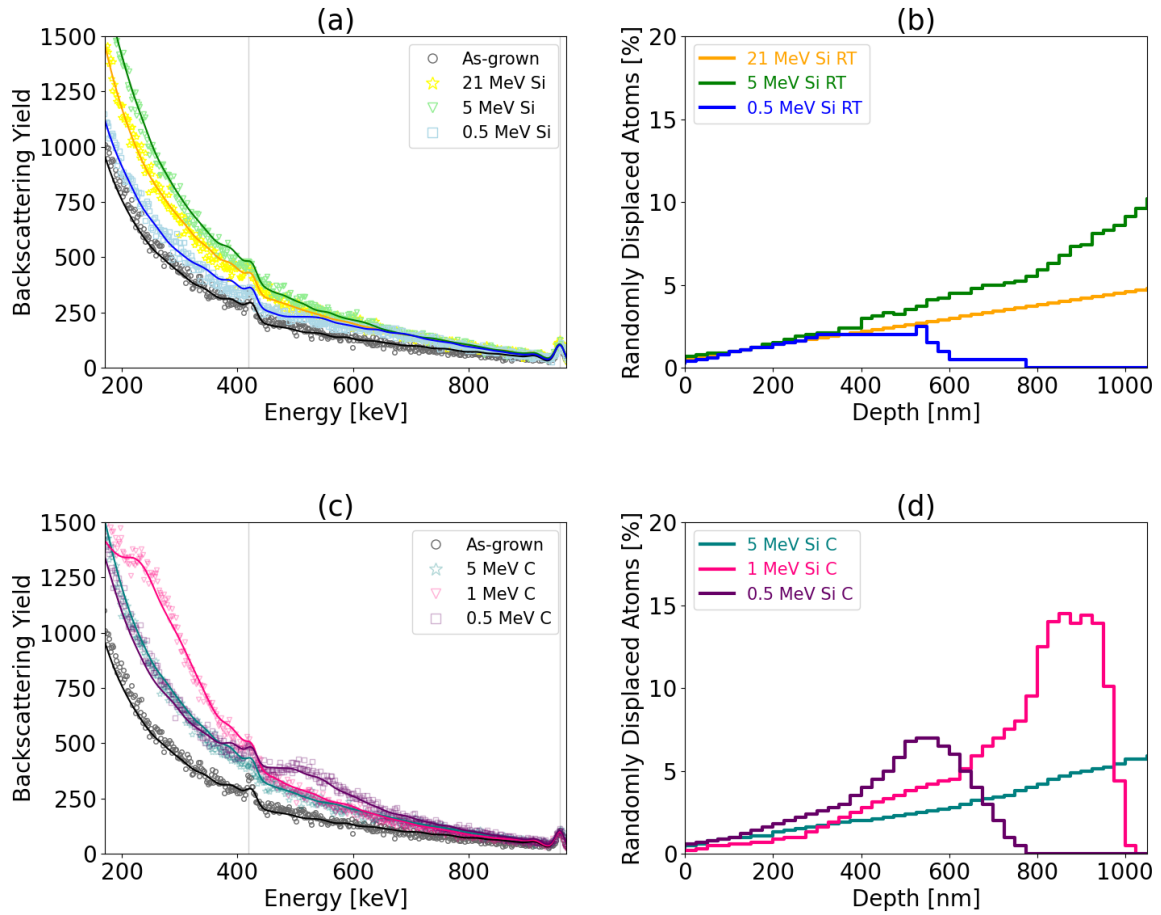 (a)
1500
1250
1000
750
500
250
0
Backscattering Yield
As-grown
21 MeV Si
5 MeV Si
0.5 MeV Si
200
400
600
800
Energy [keV]
(b)
20
15
10
5
0
Randomly Displaced Atoms [%]
21 MeV Si RT
5 MeV Si RT
0.5 MeV Si RT
0
200
400
600
800
1000
Depth [nm]
(c)
1500
1250
1000
750
500
250
0
Backscattering Yield
As-grown
5 MeV C
1 MeV C
0.5 MeV C
200
400
600
800
Energy [keV]
(d)
20
15
10
5
0
Randomly Displaced Atoms [%]
5 MeV Si C
1 MeV Si C
0.5 MeV Si C
0
200
400
600
800
1000
Depth [nm]